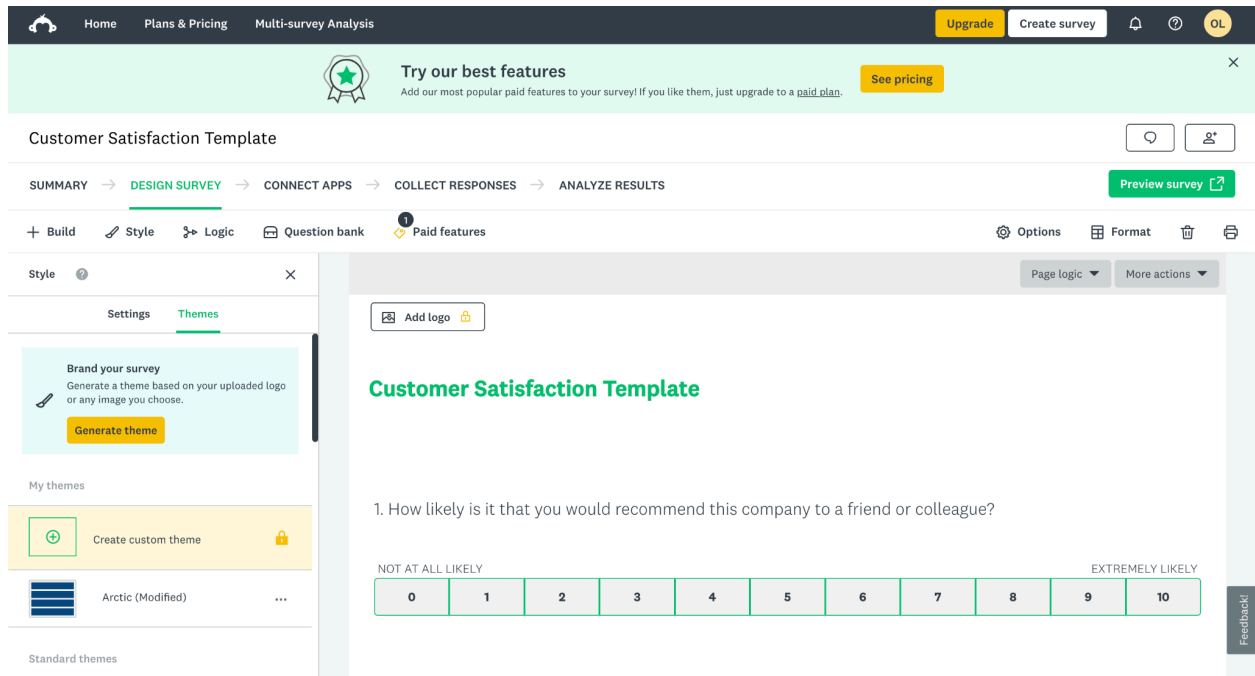 Home Plans & Pricing Multi-survey Analysis Upgrade Create survey OL
Try our best features
Add our most popular paid features to your survey! If you like them, just upgrade to a paid plan.
See pricing
Customer Satisfaction Template
SUMMARY DESIGN SURVEY CONNECT APPS COLLECT RESPONSES ANALYZE RESULTS Preview survey
1
Build Style Logic Question bank Paid features Options Format
Style
Settings Themes
Brand your survey
Generate a theme based on your uploaded logo
or any image you choose.
Generate theme
My themes
Create custom theme
Arctic (Modified)
Standard themes
Page logic More actions
Add logo
Customer Satisfaction Template
1. How likely is it that you would recommend this company to a friend or colleague?
NOT AT ALL LIKELY EXTREMELY LIKELY
0 1 2 3 4 5 6 7 8 9 10
Feedback!